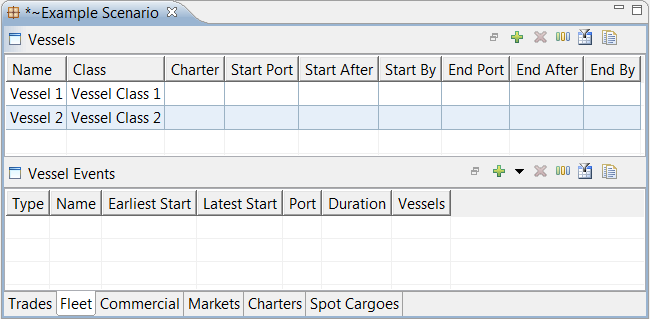 *~Example Scenario
Vessels
Name Class Charter Start Port Start After Start By End Port End After End By
Vessel 1 Vessel Class 1
Vessel 2 Vessel Class 2
Vessel Events
Type Name Earliest Start Latest Start Port Duration Vessels
Trades Fleet Commercial Markets Charters Spot Cargoes